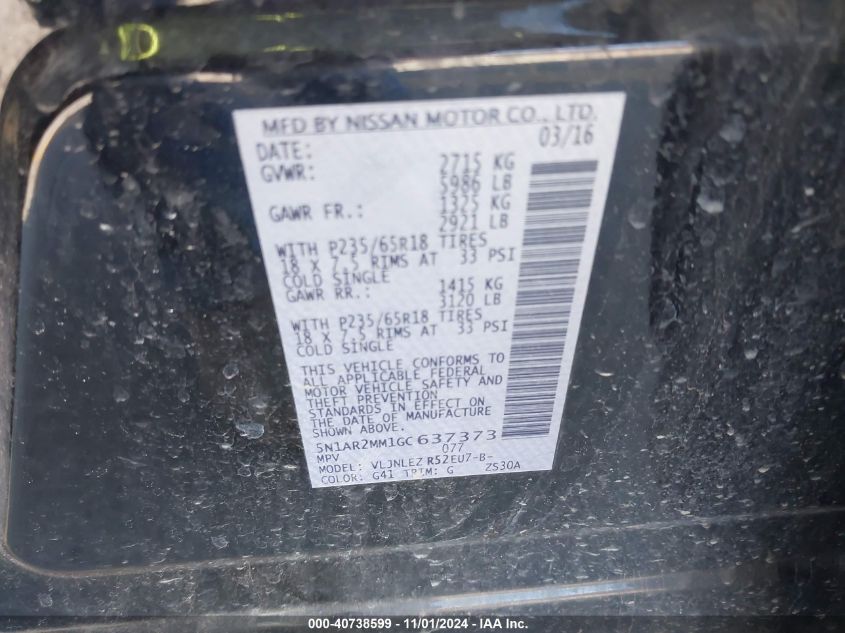 D
MFD BY NISSAN MOTOR CO., LTD.
DATE: 03/16
GVWR: 2715 KG
5986 LB
GAWR FR.: 1325 KG
2921 LB
WITH P235/65R18 TIRES
18 X 7.5 RIMS AT 33 PSI
COLD SINGLE
GAWR RR.: 1415 KG
3120 LB
WITH P235/65R18 TIRES
18 X 7.5 RIMS AT 33 PSI
COLD SINGLE
THIS VEHICLE CONFORMS TO
ALL APPLICABLE FEDERAL
MOTOR VEHICLE SAFETY AND
THEFT PREVENTION
STANDARDS IN EFFECT ON
THE DATE OF MANUFACTURE
SHOWN ABOVE.
5N1AR2MM1GC637373
MPV 077
MODEL: VLJNLEZ R52EU7-B-
COLOR: G41 TRIM: G ZS30A
000-40738599 - 11/01/2024 - IAA Inc.